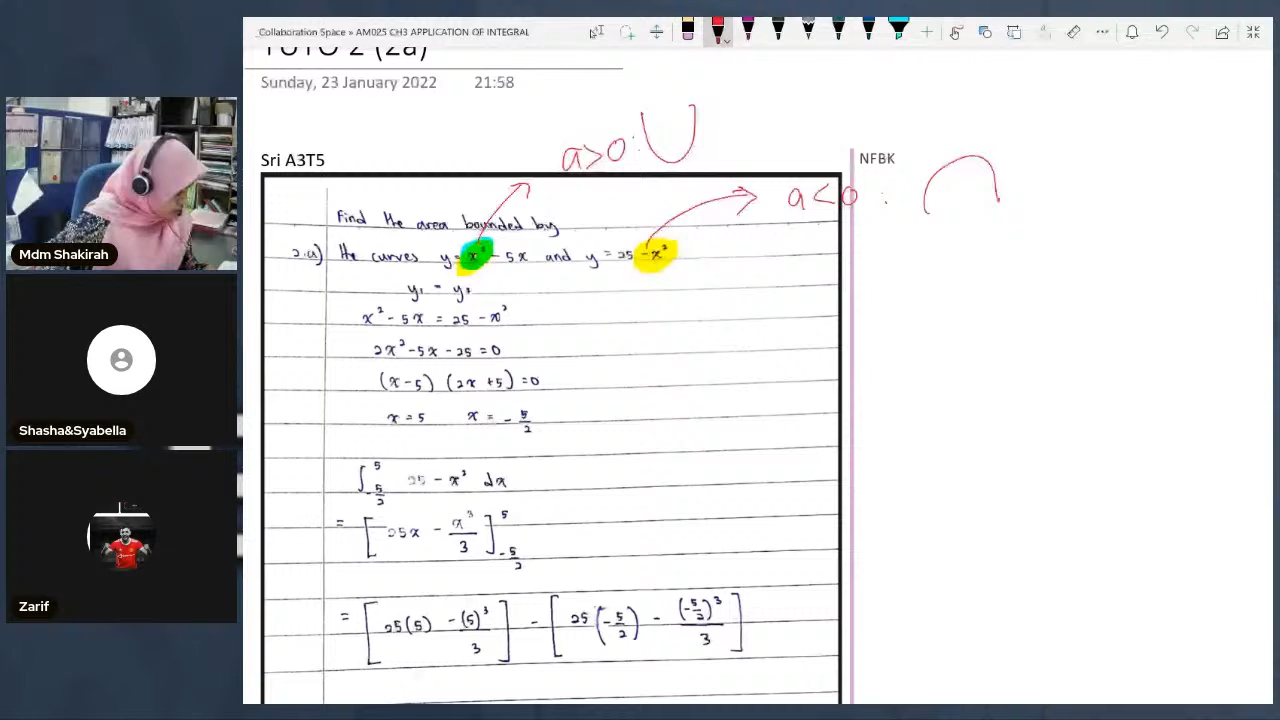 Collaboration Space » AM025 CH3 APPLICATION OF INTEGRAL
TUTO 2 (2a)
Sunday, 23 January 2022 21:58
a>0:
Sri A3T5
NFBK
a<0 :
Find the area bounded by
2.a) the curves y = x² - 5x and y = 25 - x²
y₁ = y₂
x² - 5x = 25 - x²
2x² - 5x - 25 = 0
(x-5) (2x+5) = 0
x = 5 x = - 5/2
∫ 5 -5/2 25 - x² dx
= [ 25x - x³/3 ] 5 -5/2
= [ 25(5) - (5)³/3 ] - [ 25 (-5/2) - (-5/2)³/3 ]
Mdm Shakirah
Shasha&Syabella
Zarif